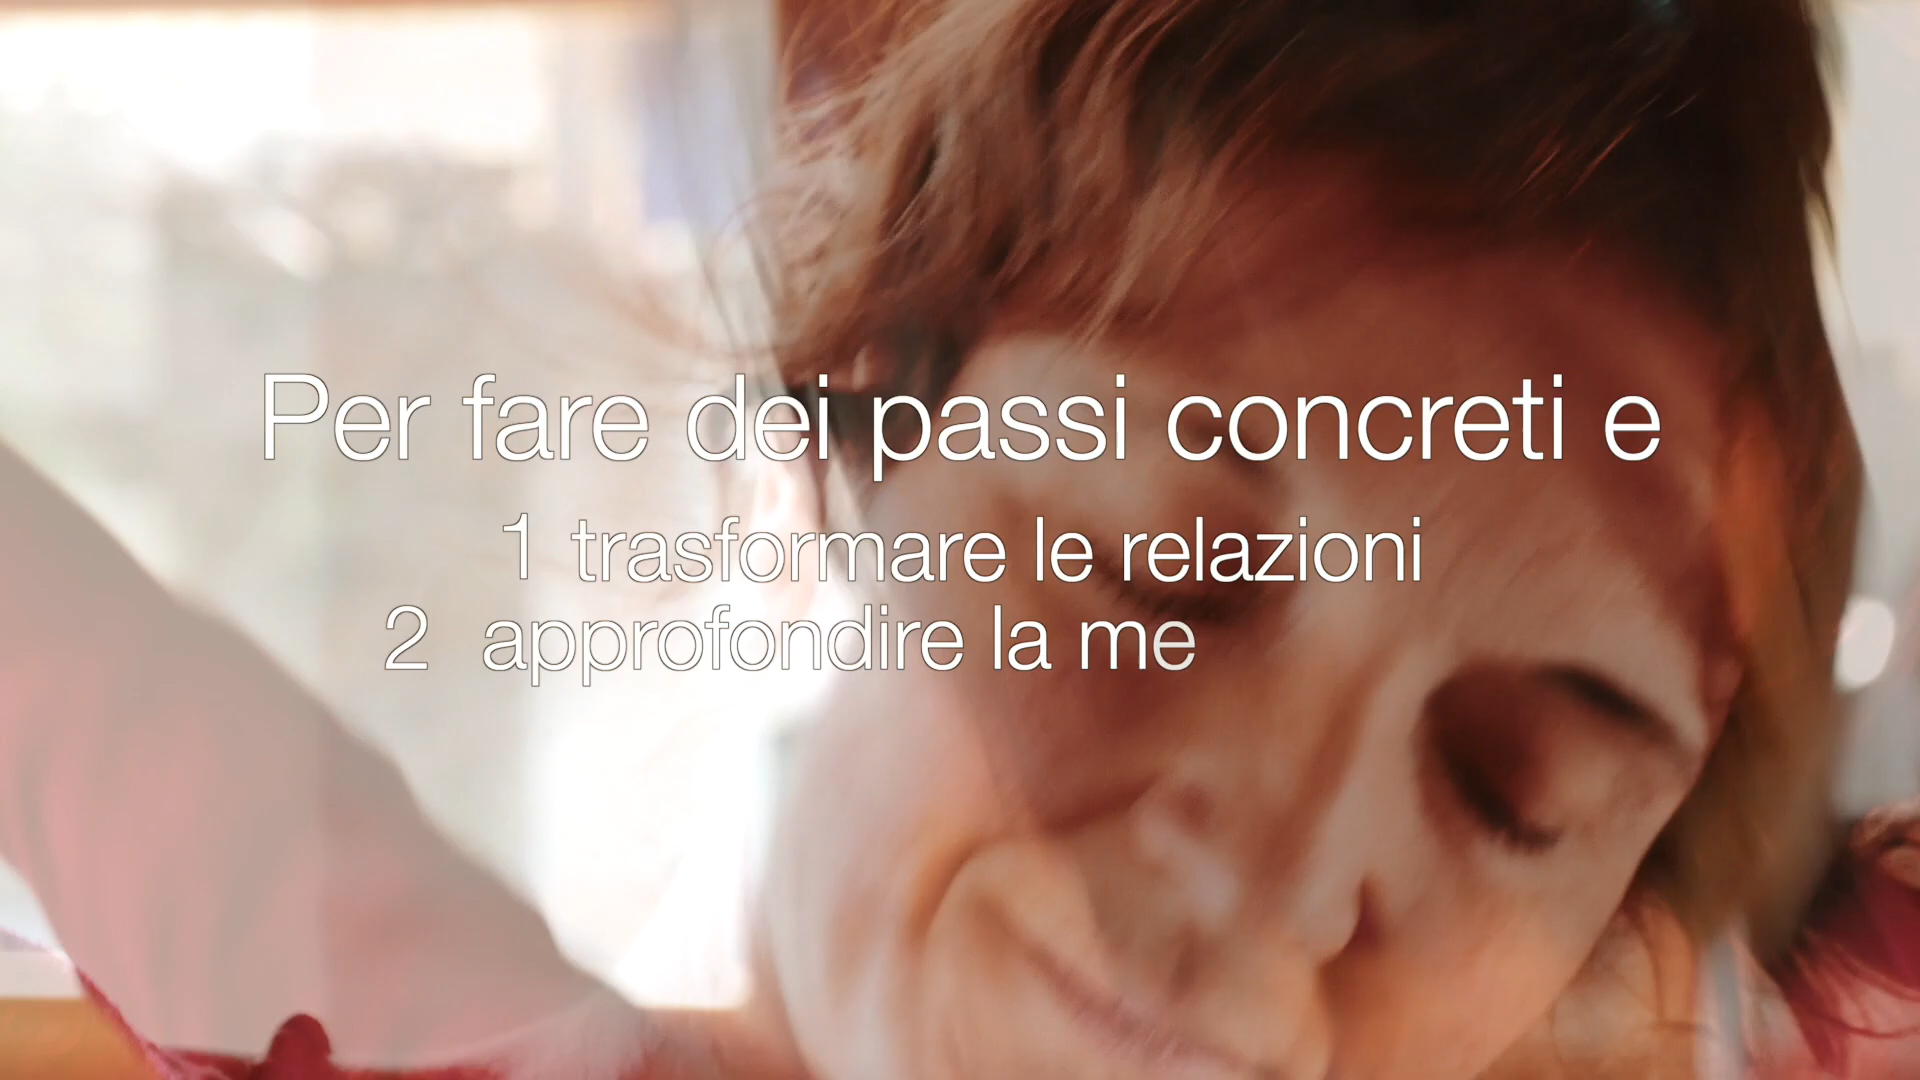 Per fare dei passi concreti e
1 trasformare le relazioni
2 approfondire la me